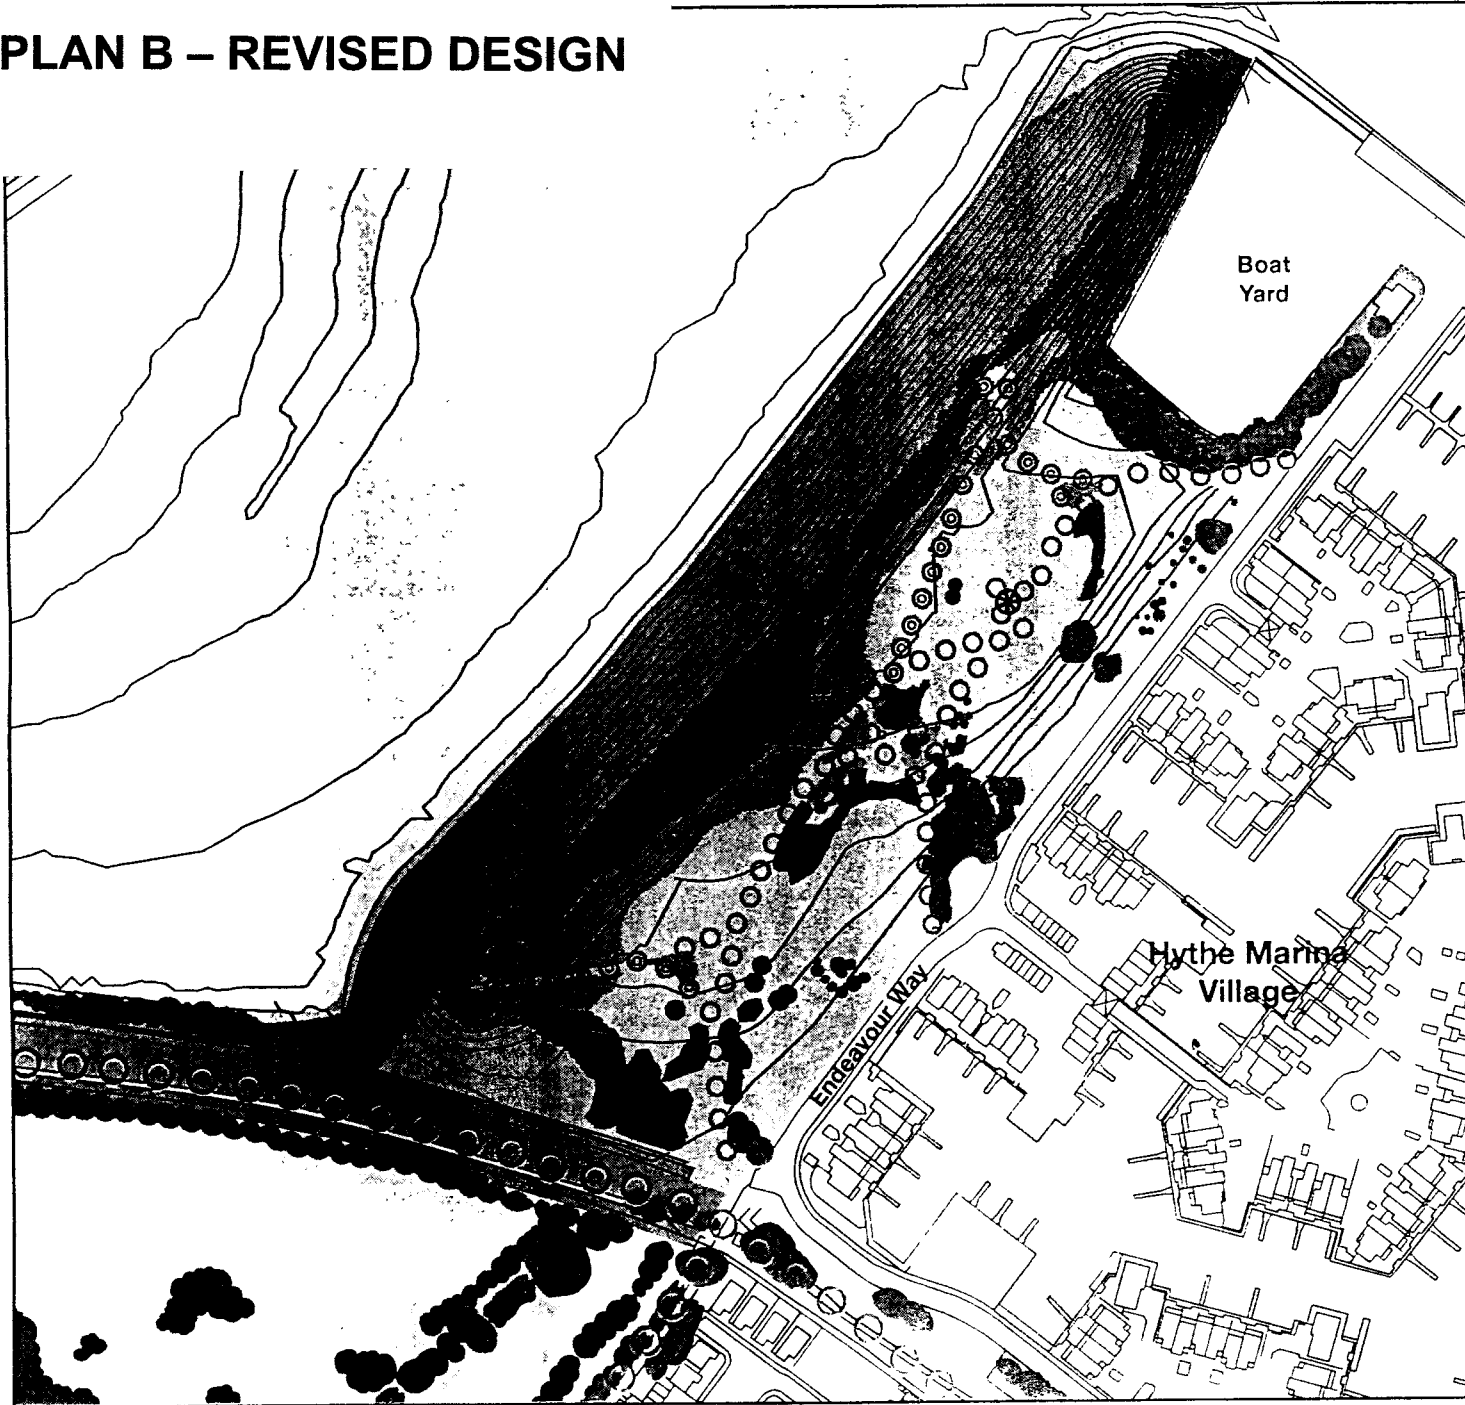 PLAN B – REVISED DESIGN
Boat
Yard
Hythe Marina
Village
Endeavour Way